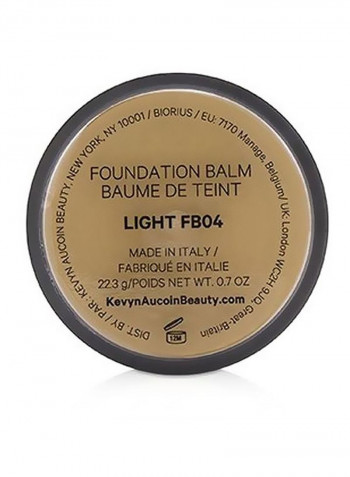 DIST. BY / PAR: KEVYN AUCOIN BEAUTY, NEW YORK, NY 10001 / BIORIUS / EU: 7170 Manage, Belgium/ UK: London WC2H 9JQ, Great-Britain
FOUNDATION BALM
BAUME DE TEINT
LIGHT FB04
MADE IN ITALY /
FABRIQUÉ EN ITALIE
22.3 g/POIDS NET WT. 0.7 OZ
KevynAucoinBeauty.com
12M